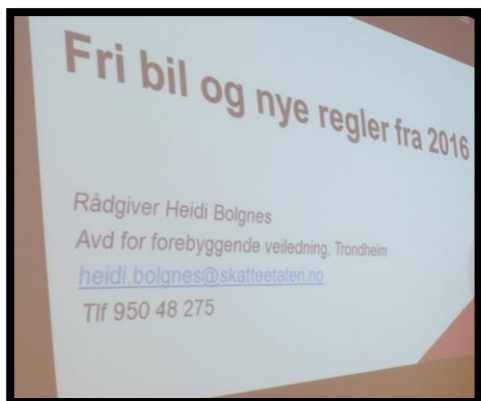 Fri bil og nye regler fra 2016
Rådgiver Heidi Bolgnes
Avd for forebyggende veiledning, Trondheim
heidi.bolgnes@skatteetaten.no
Tlf 950 48 275